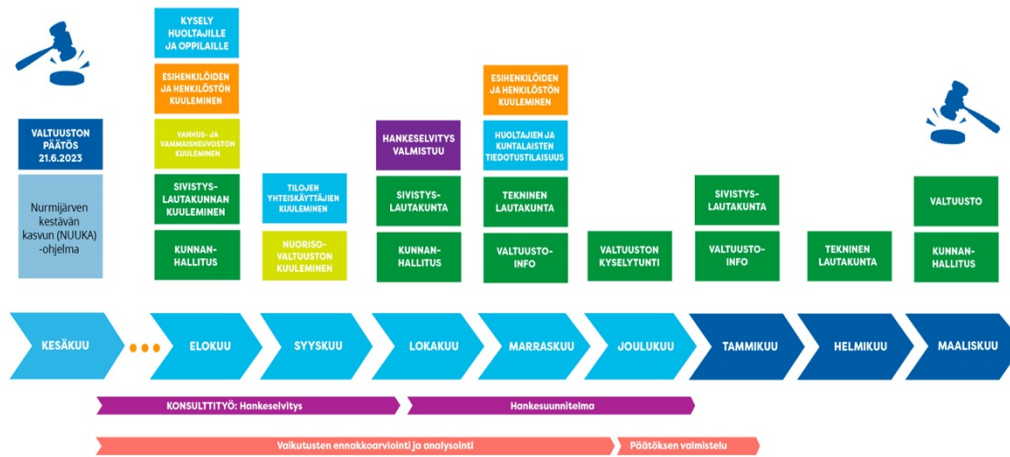 VALTUUSTON
PÄÄTÖS
21.6.2023
Nurmijärven
kestävän
kasvun (NUUKA)
-ohjelma
KYSELY
HUOLTAJILLE
JA OPPILAILLE
ESIHENKILÖIDEN
JA HENKILÖSTÖN
KUULEMINEN
VANHUS- JA
VAMMAISNEUVOSTON
KUULEMINEN
SIVISTYS-
LAUTAKUNNAN
KUULEMINEN
KUNNAN-
HALLITUS
TILOJEN
YHTEISKÄYTTÄJIEN
KUULEMINEN
NUORISO-
VALTUUSTON
KUULEMINEN
HANKESELVITYS
VALMISTUU
SIVISTYS-
LAUTAKUNTA
KUNNAN-
HALLITUS
ESIHENKILÖIDEN
JA HENKILÖSTÖN
KUULEMINEN
HUOLTAJIEN JA
KUNTALAISTEN
TIEDOTUSTILAISUUS
TEKNINEN
LAUTAKUNTA
VALTUUSTO-
INFO
VALTUUSTON
KYSELYTUNTI
SIVISTYS-
LAUTAKUNTA
VALTUUSTO-
INFO
TEKNINEN
LAUTAKUNTA
VALTUUSTO
KUNNAN-
HALLITUS
KESÄKUU
ELOKUU
SYYSKUU
LOKAKUU
MARRASKUU
JOULUKUU
TAMMIKUU
HELMIKUU
MAALISKUU
KONSULTTITYÖ: Hankeselvitys
Hankesuunnitelma
Vaikutusten ennakkoarviointi ja analysointi
Päätöksen valmistelu